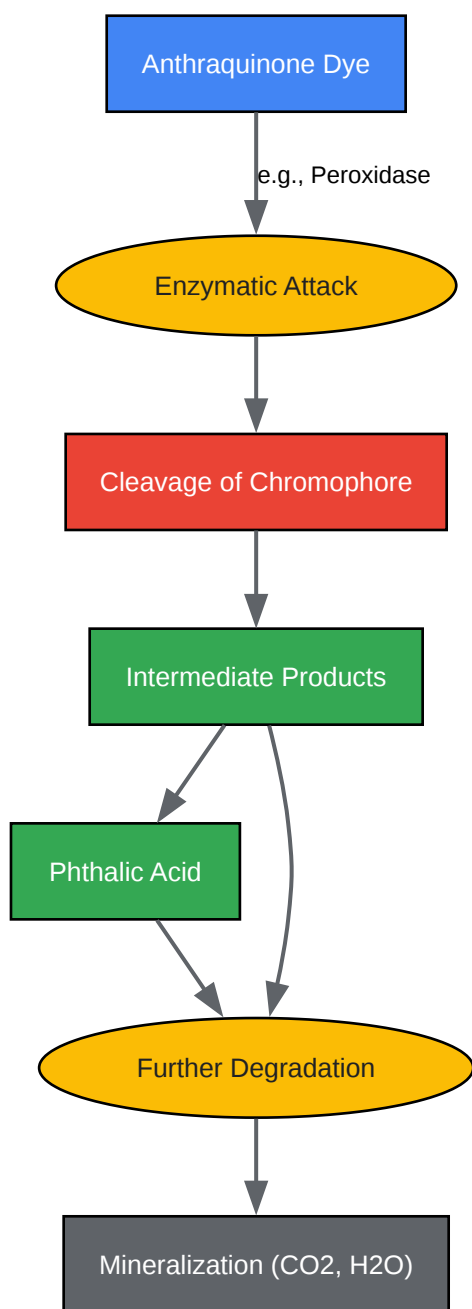 Anthraquinone Dye
e.g., Peroxidase
Enzymatic Attack
Cleavage of Chromophore
Intermediate Products
Phthalic Acid
Further Degradation
Mineralization (CO2, H2O)